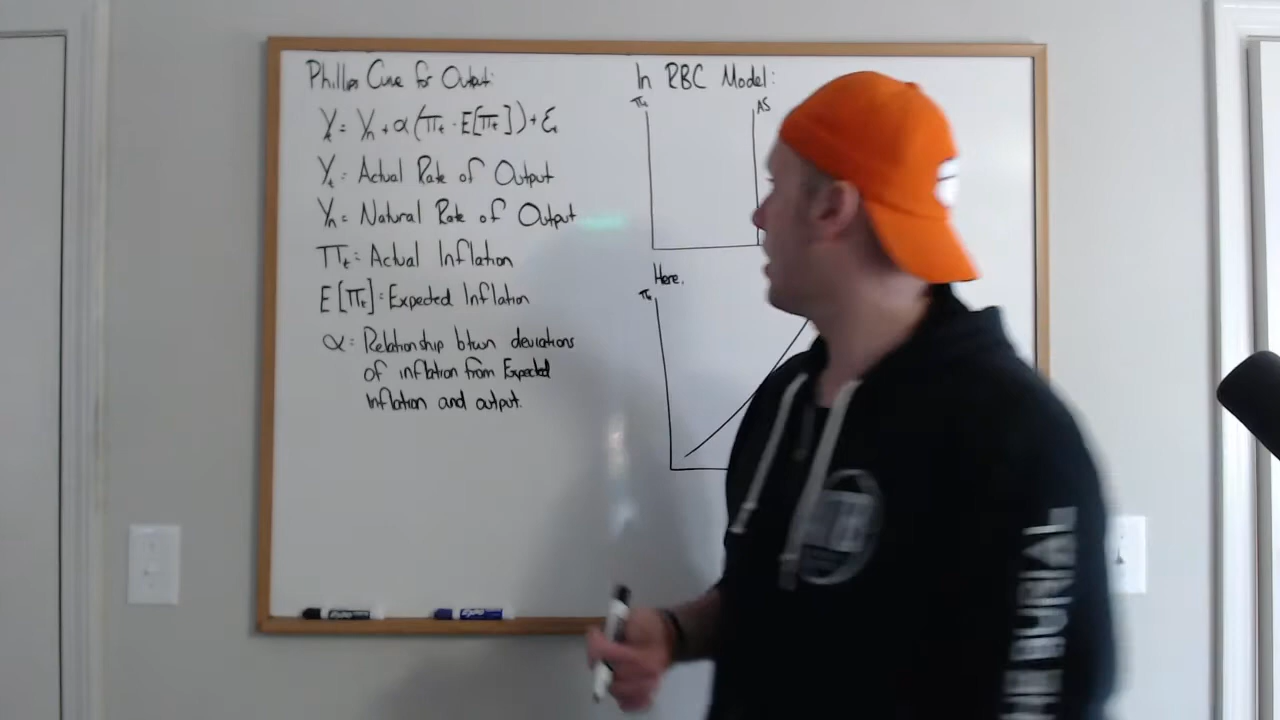 Phillips Curve for Output:
Yt = Yn + α(πt - E[πt]) + εt
Yt = Actual Rate of Output
Yn = Natural Rate of Output
πt = Actual Inflation
E[πt] = Expected Inflation
α = Relationship btwn deviations
of inflation from Expected
Inflation and output.
In RBC Model:
πt
AS
Here,
πt
EXPO
EXPO